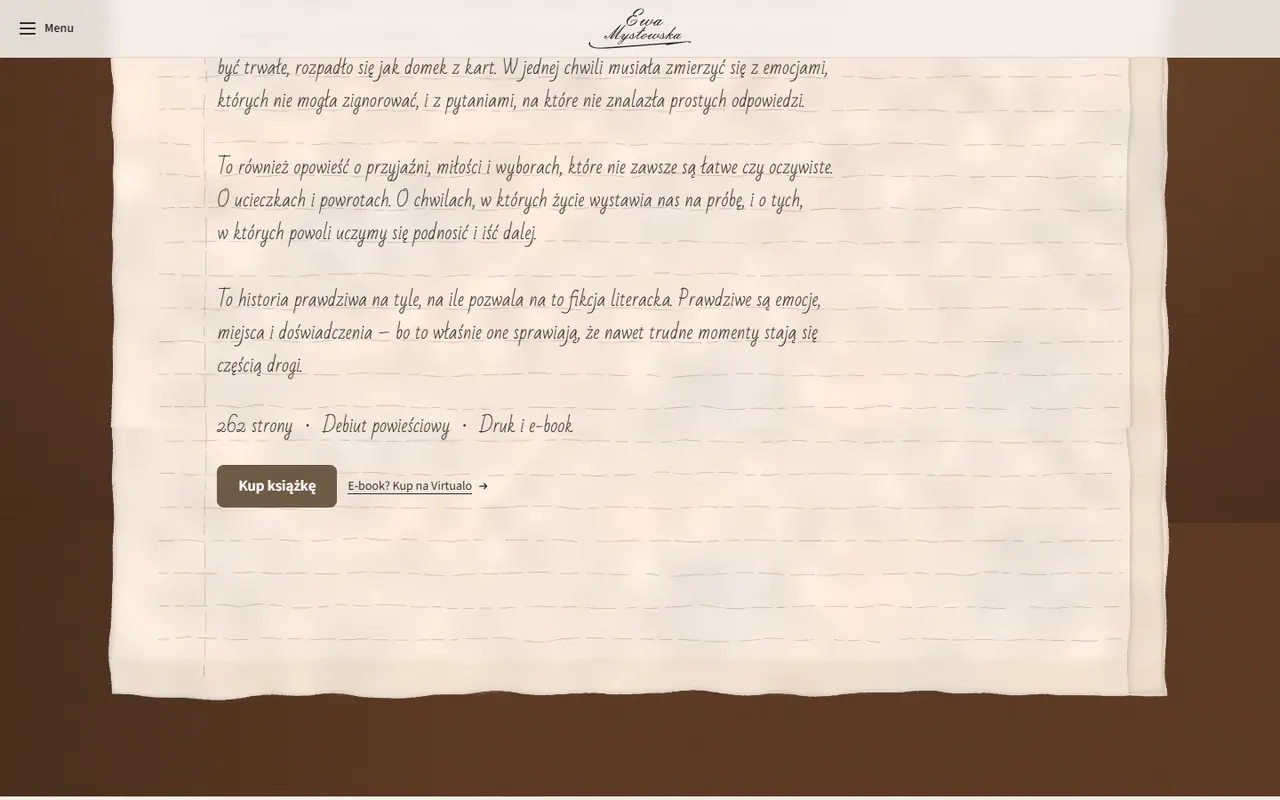 Menu
Ewa
Mysłowska
być trwałe, rozpadło się jak domek z kart. W jednej chwili musiała zmierzyć się z emocjami,
których nie mogła zignorować, i z pytaniami, na które nie znalazła prostych odpowiedzi.
To również opowieść o przyjaźni, miłości i wyborach, które nie zawsze są łatwe czy oczywiste.
O ucieczkach i powrotach. O chwilach, w których życie wystawia nas na próbę, i o tych,
w których powoli uczymy się podnosić i iść dalej.
To historia prawdziwa na tyle, na ile pozwala na to fikcja literacka. Prawdziwe są emocje,
miejsca i doświadczenia – bo to właśnie one sprawiają, że nawet trudne momenty stają się
częścią drogi.
262 strony · Debiut powieściowy · Druk i e-book
Kup książkę E-book? Kup na Virtualo →